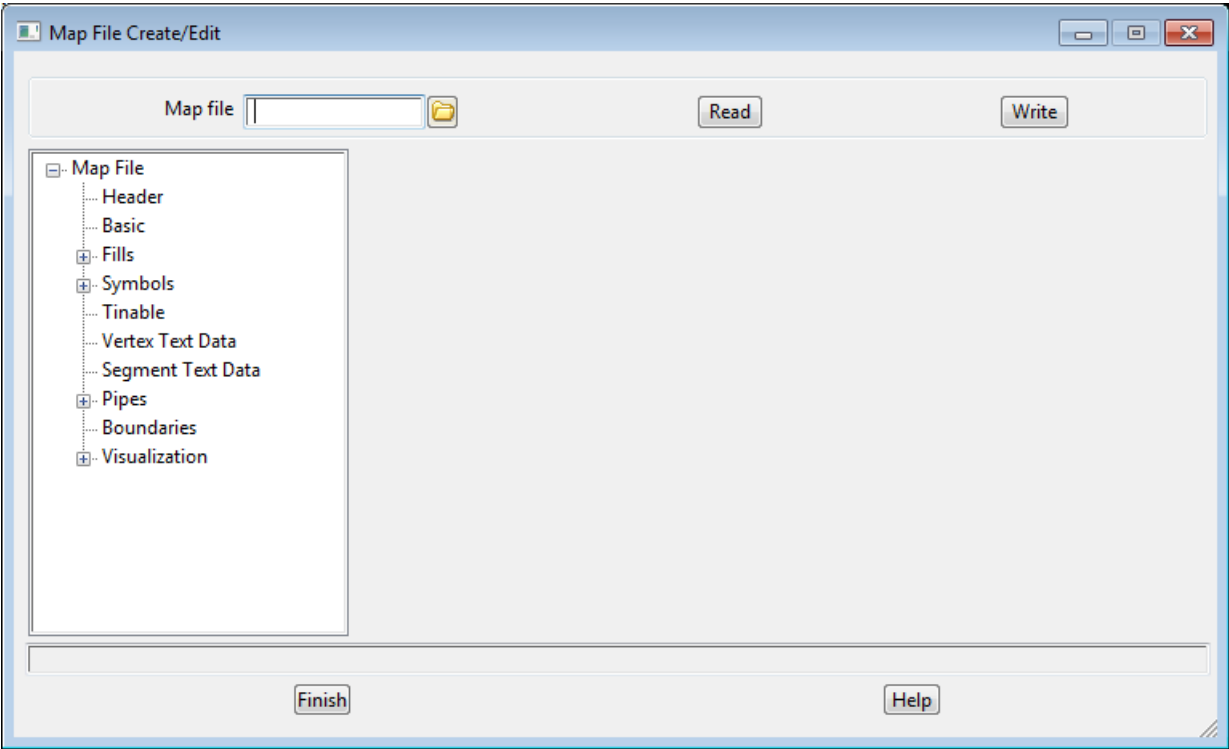 Map File Create/Edit
Map file Read Write
Map File
Header
Basic
Fills
Symbols
Tinable
Vertex Text Data
Segment Text Data
Pipes
Boundaries
Visualization
Finish Help